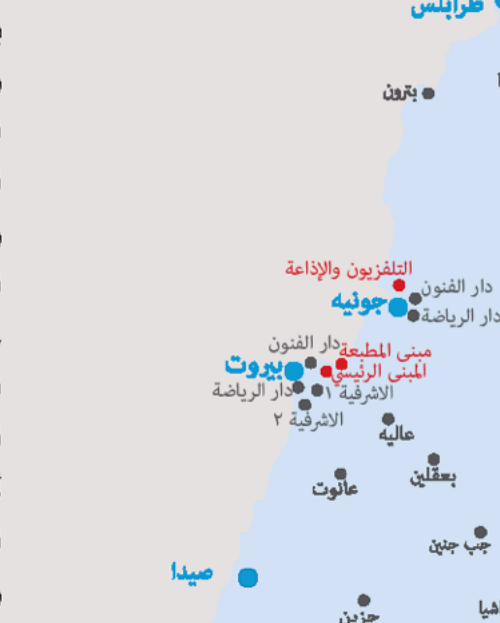 طرابلس
بترون
التلفزيون والإذاعة
دار الفنون
جونيه
دار الرياضة
دار الفنون
مبنى المطبعة
بيروت
المبنى الرئيسي
دار الرياضة
الاشرفية ١
الاشرفية ٢
عاليه
بعقلين
عانوت
جب جنين
صيدا
جزين